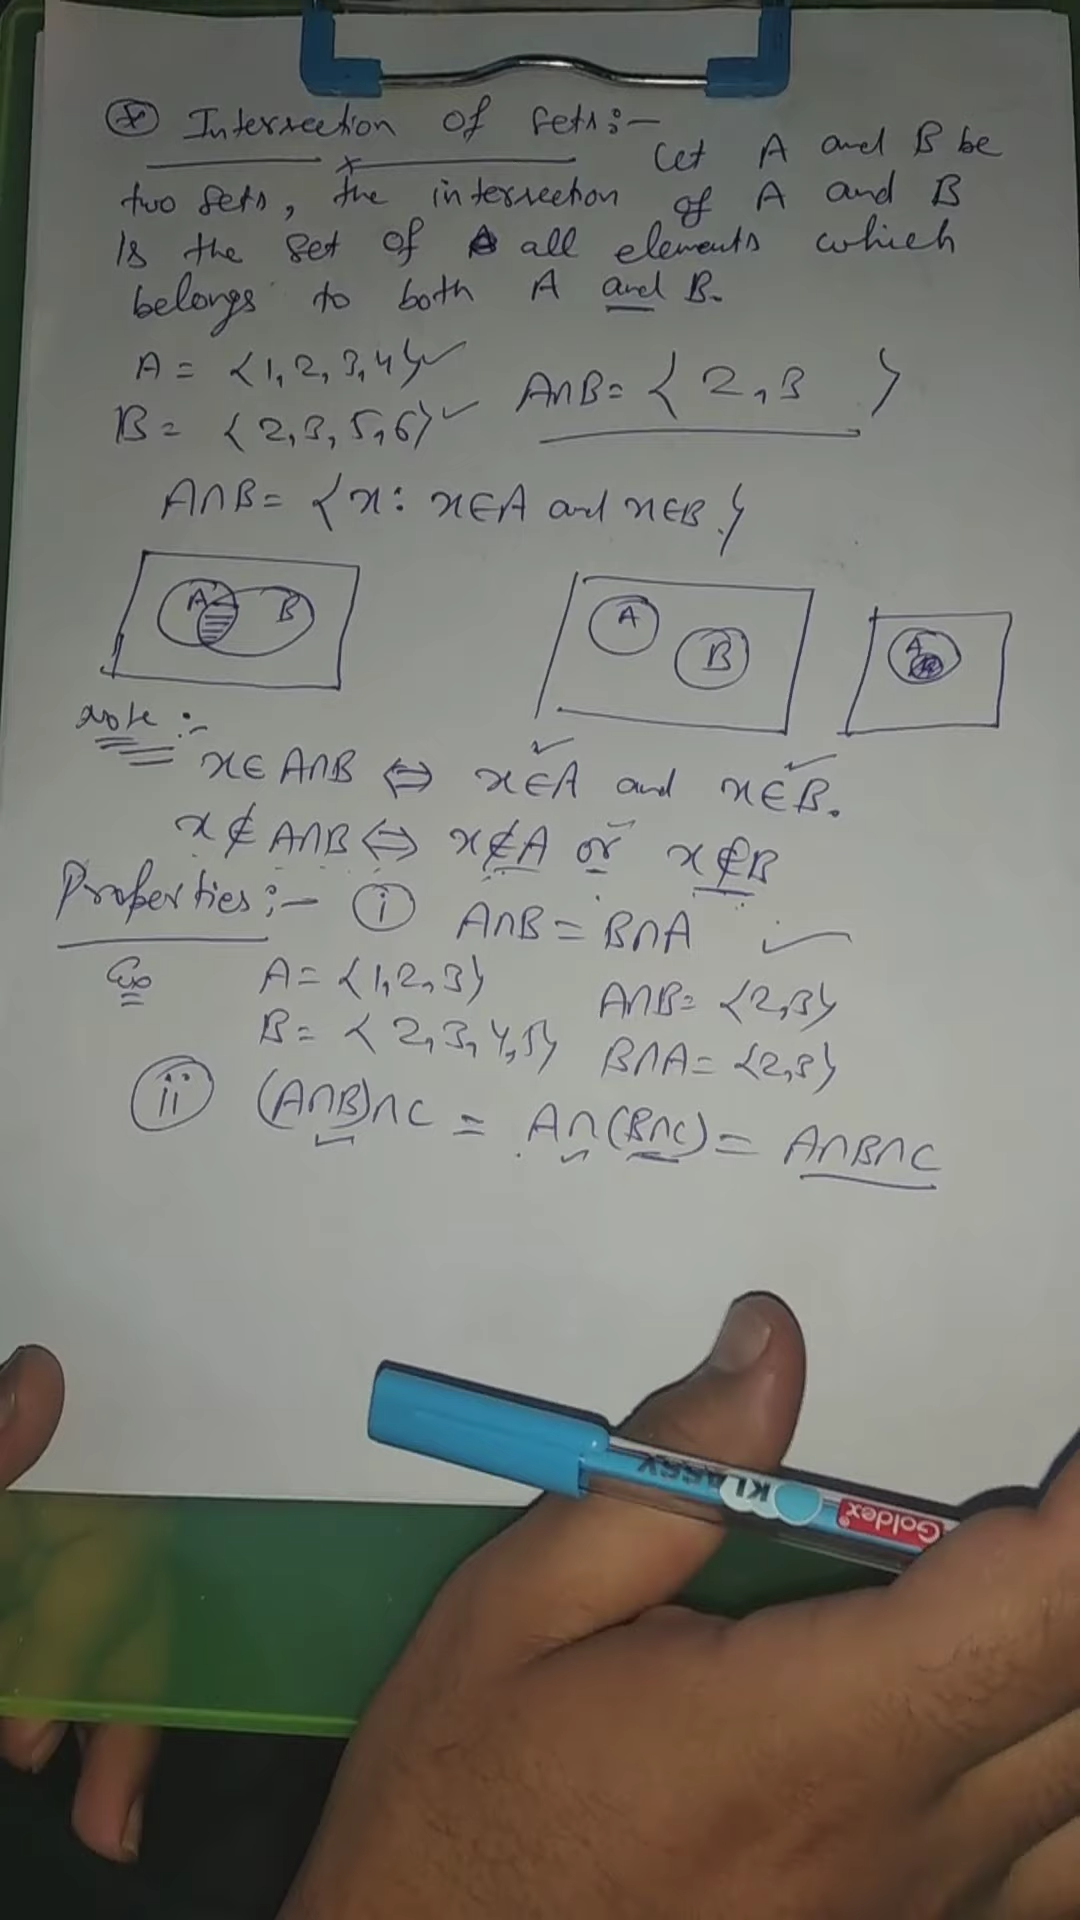 Intersection of sets :-
Let A and B be
two sets, the intersection of A and B
is the set of all elements which
belongs to both A and B.
A = {1, 2, 3, 4}
B = {2, 3, 5, 6}
A∩B = {2, 3 }
A∩B = {x : x∈A and x∈B.}
A B
A B
A
note :-
x∈A∩B ⇔ x∈A and x∈B.
x∉A∩B ⇔ x∉A or x∉B
Properties :- (i) A∩B = B∩A
A = {1, 2, 3} A∩B = {2, 3}
B = {2, 3, 4, 5} B∩A = {2, 3}
(ii) (A∩B)∩C = A∩(B∩C) = A∩B∩C
KLASSY Goldex